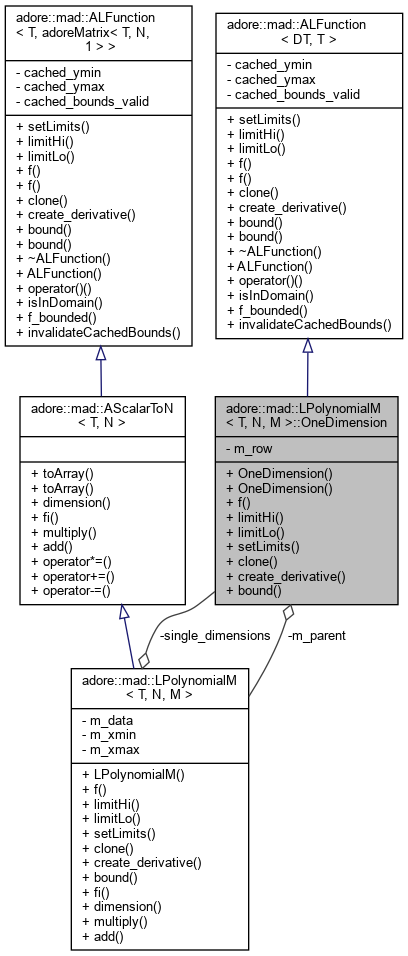 adore::mad::ALFunction
< T, adoreMatrix< T, N,
1 > >
- cached_ymin
- cached_ymax
- cached_bounds_valid
+ setLimits()
+ limitHi()
+ limitLo()
+ f()
+ f()
+ clone()
+ create_derivative()
+ bound()
+ bound()
+ ~ALFunction()
+ ALFunction()
+ operator()()
+ isInDomain()
+ f_bounded()
+ invalidateCachedBounds()
adore::mad::ALFunction
< DT, T >
- cached_ymin
- cached_ymax
- cached_bounds_valid
+ setLimits()
+ limitHi()
+ limitLo()
+ f()
+ f()
+ clone()
+ create_derivative()
+ bound()
+ bound()
+ ~ALFunction()
+ ALFunction()
+ operator()()
+ isInDomain()
+ f_bounded()
+ invalidateCachedBounds()
adore::mad::AScalarToN
< T, N >
+ toArray()
+ toArray()
+ dimension()
+ fi()
+ multiply()
+ add()
+ operator*=()
+ operator+=()
+ operator-=()
adore::mad::LPolynomialM
< T, N, M >::OneDimension
- m_row
+ OneDimension()
+ OneDimension()
+ f()
+ limitHi()
+ limitLo()
+ setLimits()
+ clone()
+ create_derivative()
+ bound()
-single_dimensions
-m_parent
adore::mad::LPolynomialM
< T, N, M >
- m_data
- m_xmin
- m_xmax
+ LPolynomialM()
+ f()
+ limitHi()
+ limitLo()
+ setLimits()
+ clone()
+ create_derivative()
+ bound()
+ fi()
+ dimension()
+ multiply()
+ add()